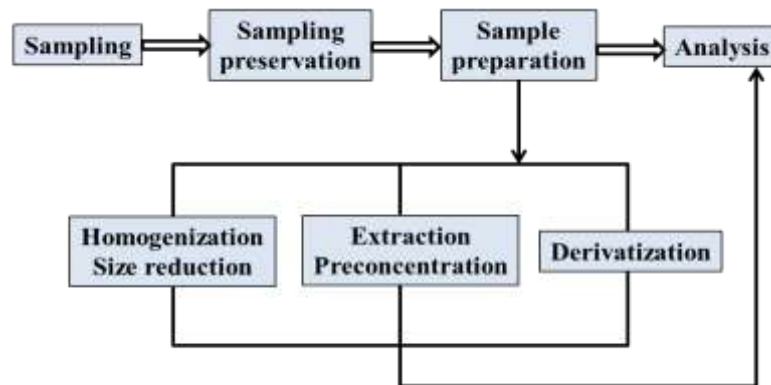 Sampling
Sampling
preservation
Sample
preparation
Analysis
Homogenization
Size reduction
Extraction
Preconcentration
Derivatization